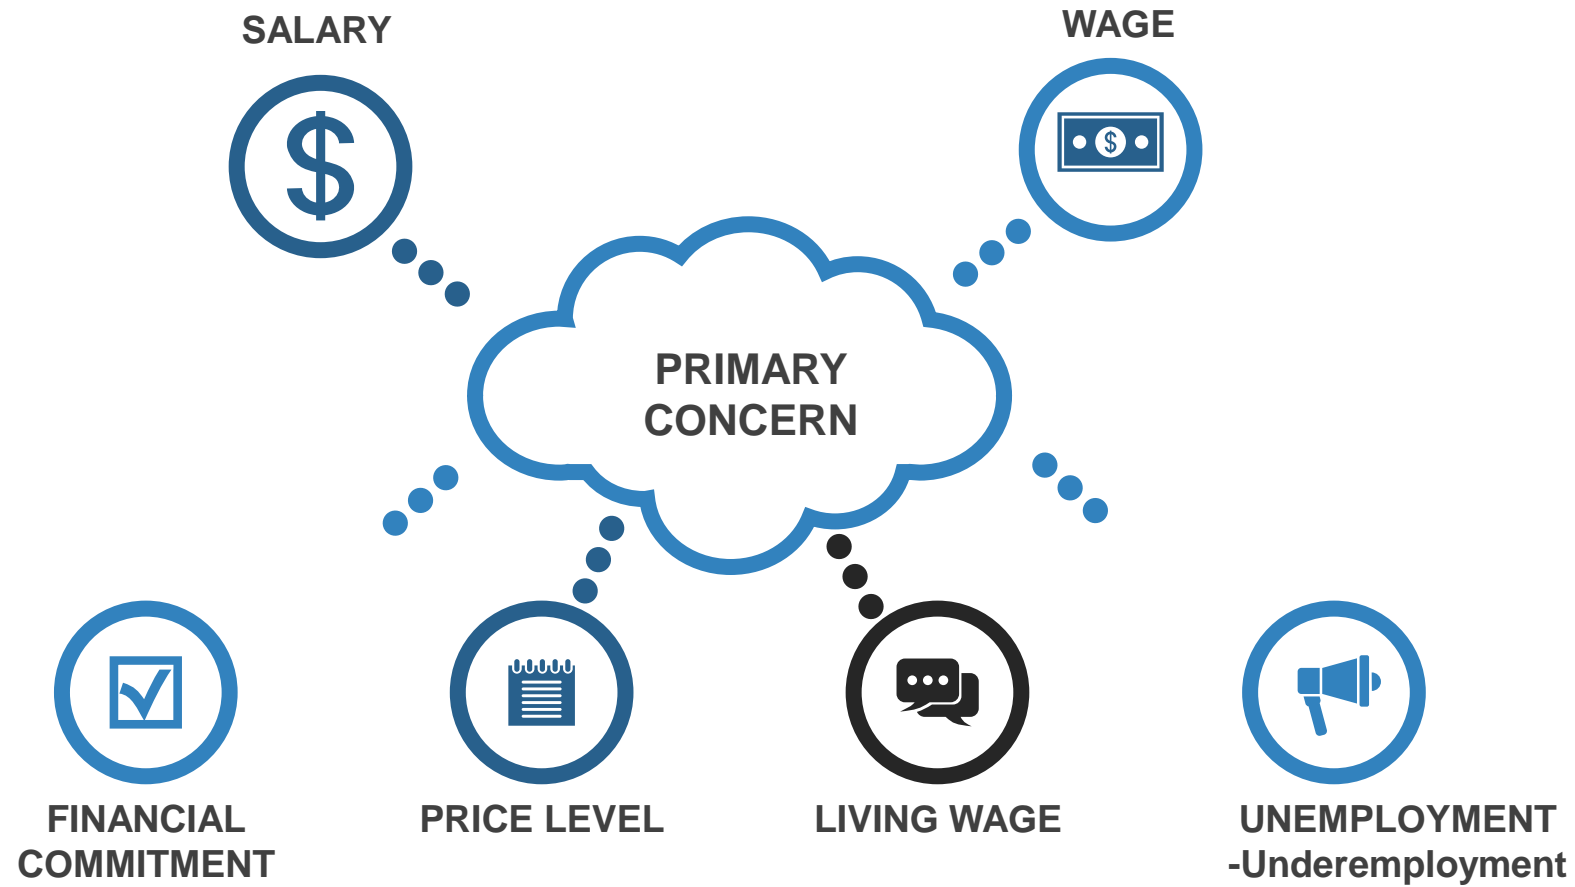 SALARY
WAGE
$
$
PRIMARY
CONCERN
FINANCIAL
COMMITMENT
PRICE LEVEL
LIVING WAGE
UNEMPLOYMENT
-Underemployment